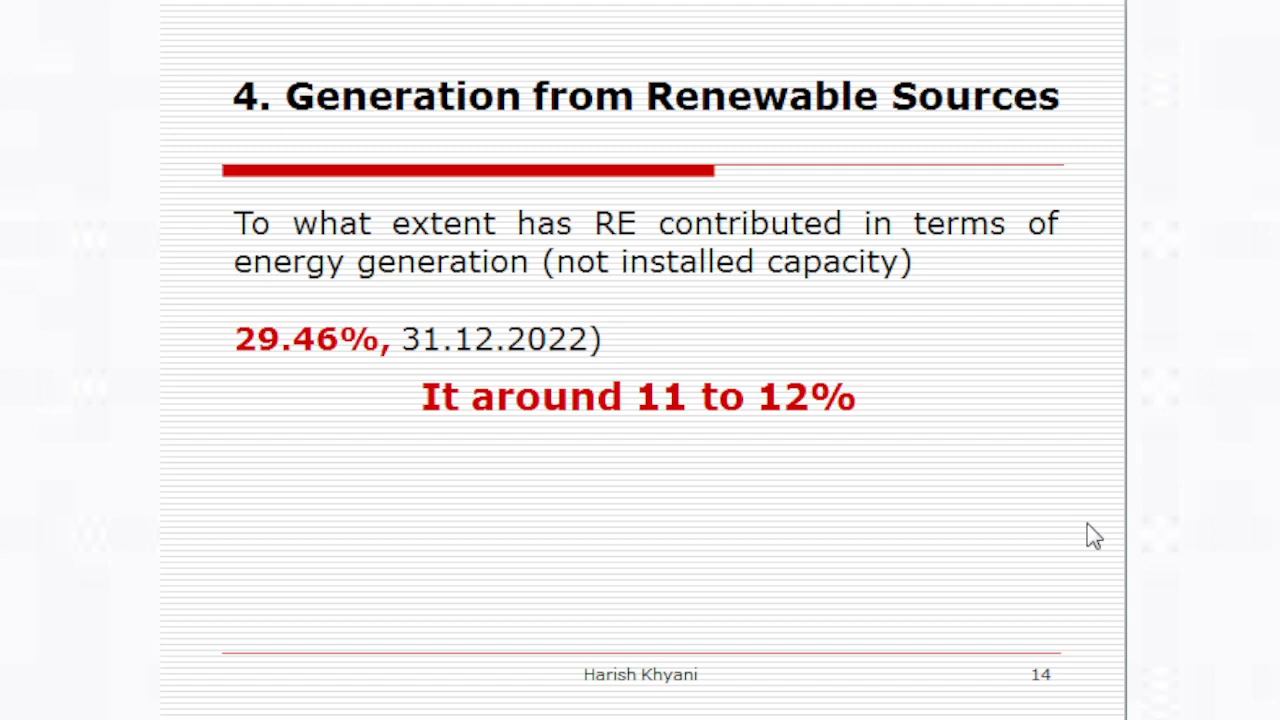 4. Generation from Renewable Sources
To what extent has RE contributed in terms of
energy generation (not installed capacity)
29.46%, 31.12.2022)
It around 11 to 12%
Harish Khyani 14